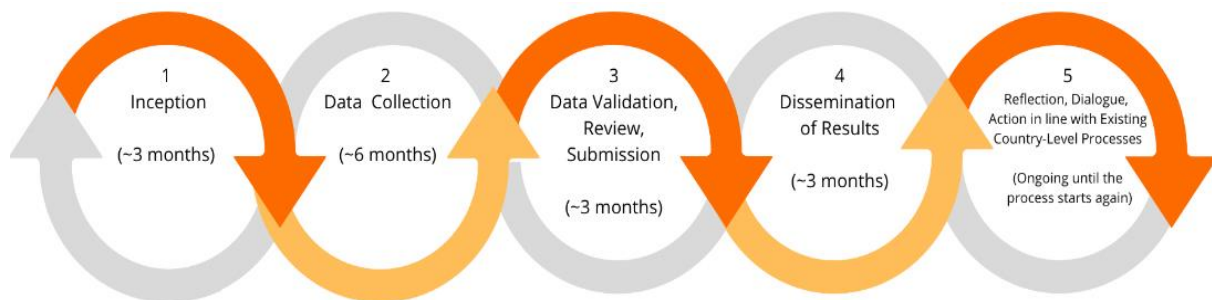 1
Inception
(~3 months)
2
Data Collection
(~6 months)
3
Data Validation,
Review,
Submission
(~3 months)
4
Dissemination
of Results
(~3 months)
5
Reflection, Dialogue,
Action in line with Existing
Country-Level Processes
(Ongoing until the
process starts again)